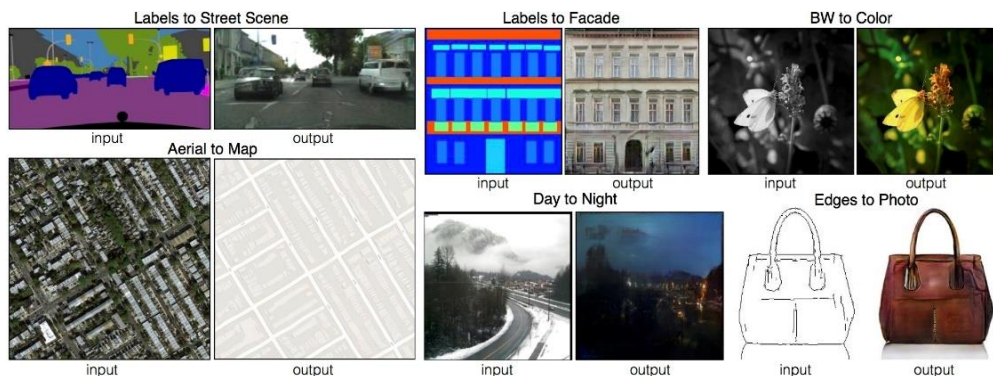 Labels to Street Scene
input
output
Aerial to Map
input
output
Labels to Facade
input
output
BW to Color
input
output
Day to Night
input
output
Edges to Photo
input
output